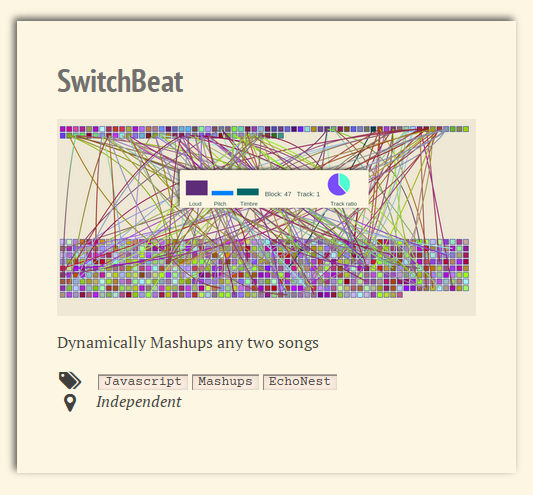 SwitchBeat
Block: 47 Track: 1
Loud Pitch Timbre Track ratio
Dynamically Mashups any two songs
Javascript Mashups EchoNest
Independent